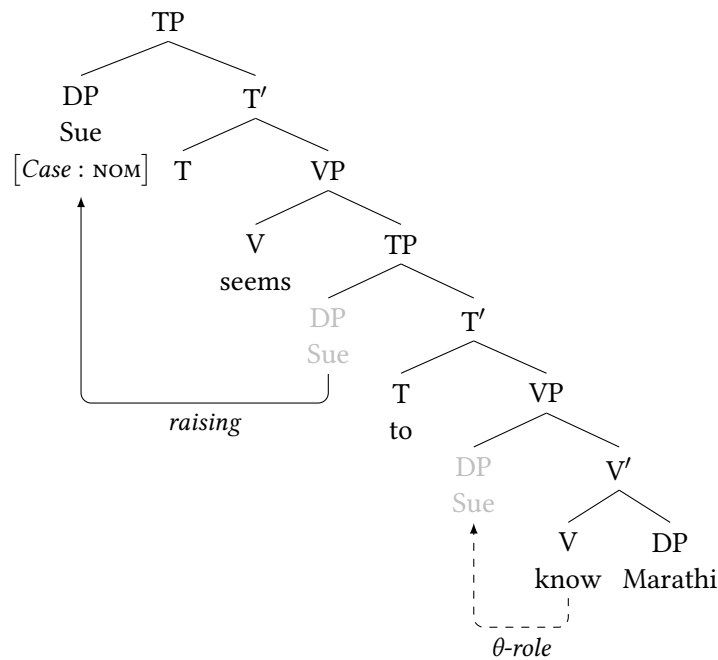 TP
DP T′
Sue
[Case : NOM] T VP
V TP
seems
DP T′
Sue
T VP
raising
to
DP V′
Sue
V DP
know Marathi
θ-role